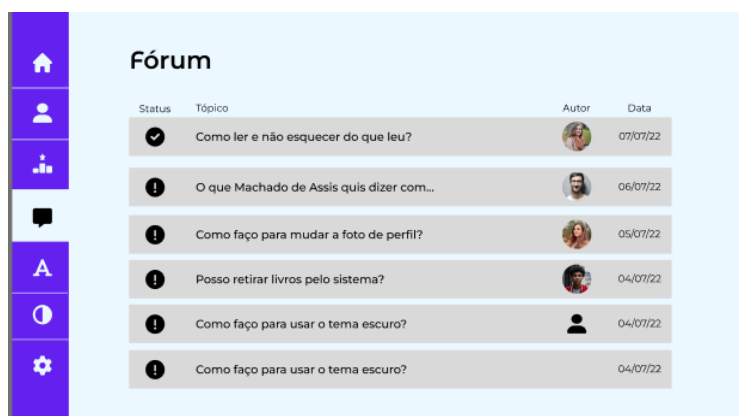 Fórum
Status Tópico Autor Data
Como ler e não esquecer do que leu? 07/07/22
O que Machado de Assis quis dizer com... 06/07/22
Como faço para mudar a foto de perfil? 05/07/22
Posso retirar livros pelo sistema? 04/07/22
Como faço para usar o tema escuro? 04/07/22
Como faço para usar o tema escuro? 04/07/22
A